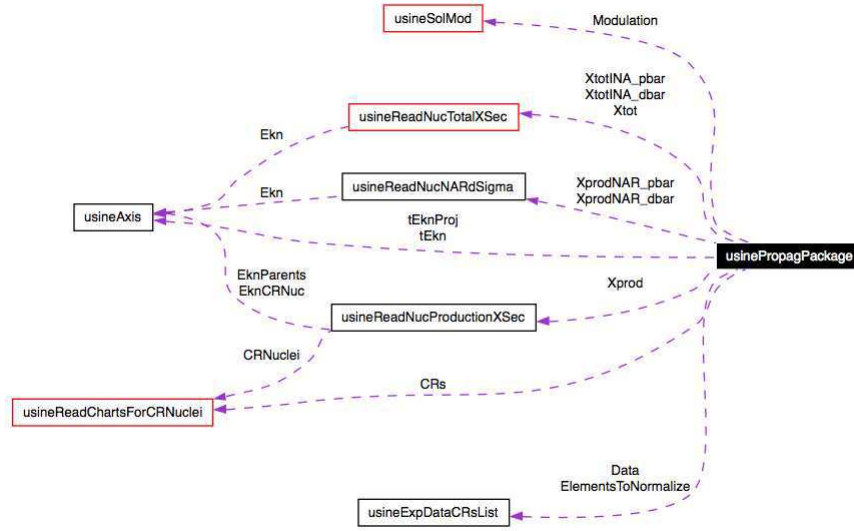 usineSolMod
Modulation
XtotINA_pbar
XtotINA_dbar
Xtot
usineReadNucTotalXSec
Ekn
usineReadNucNARdSigma
Ekn
XprodNAR_pbar
XprodNAR_dbar
usineAxis
tEknProj
tEkn
usinePropagPackage
EknParents
EknCRNuc
Xprod
usineReadNucProductionXSec
CRNuclei
CRs
usineReadChartsForCRNuclei
Data
ElementsToNormalize
usineExpDataCRsList